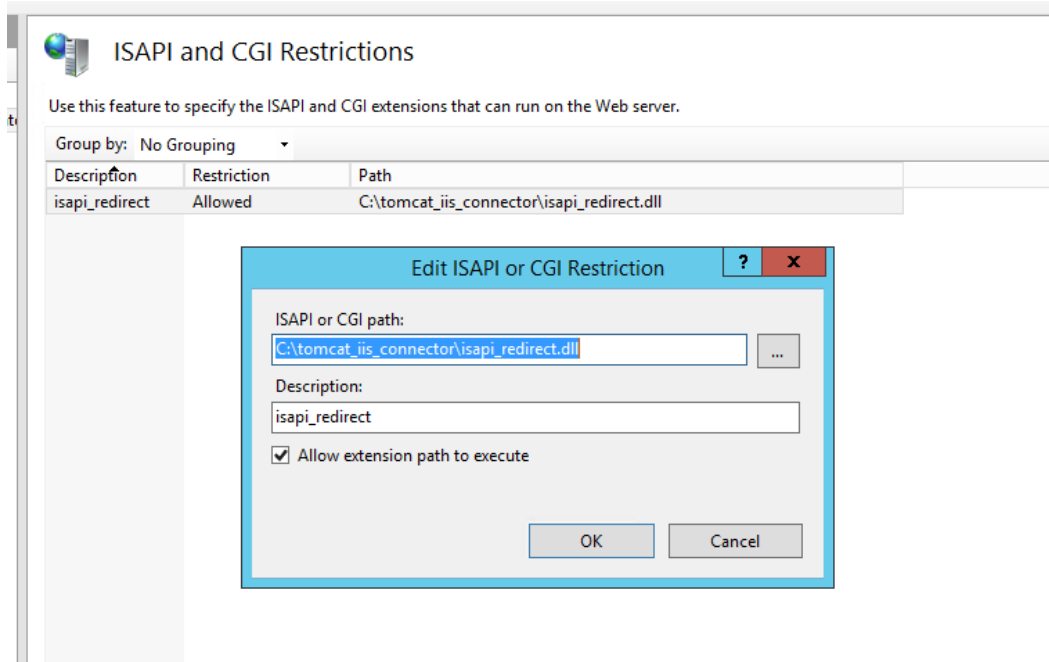 ISAPI and CGI Restrictions
Use this feature to specify the ISAPI and CGI extensions that can run on the Web server.
Group by: No Grouping
Description Restriction Path
isapi_redirect Allowed C:\tomcat_iis_connector\isapi_redirect.dll
Edit ISAPI or CGI Restriction ? x
ISAPI or CGI path:
C:\tomcat_iis_connector\isapi_redirect.dll ...
Description:
isapi_redirect
Allow extension path to execute
OK Cancel